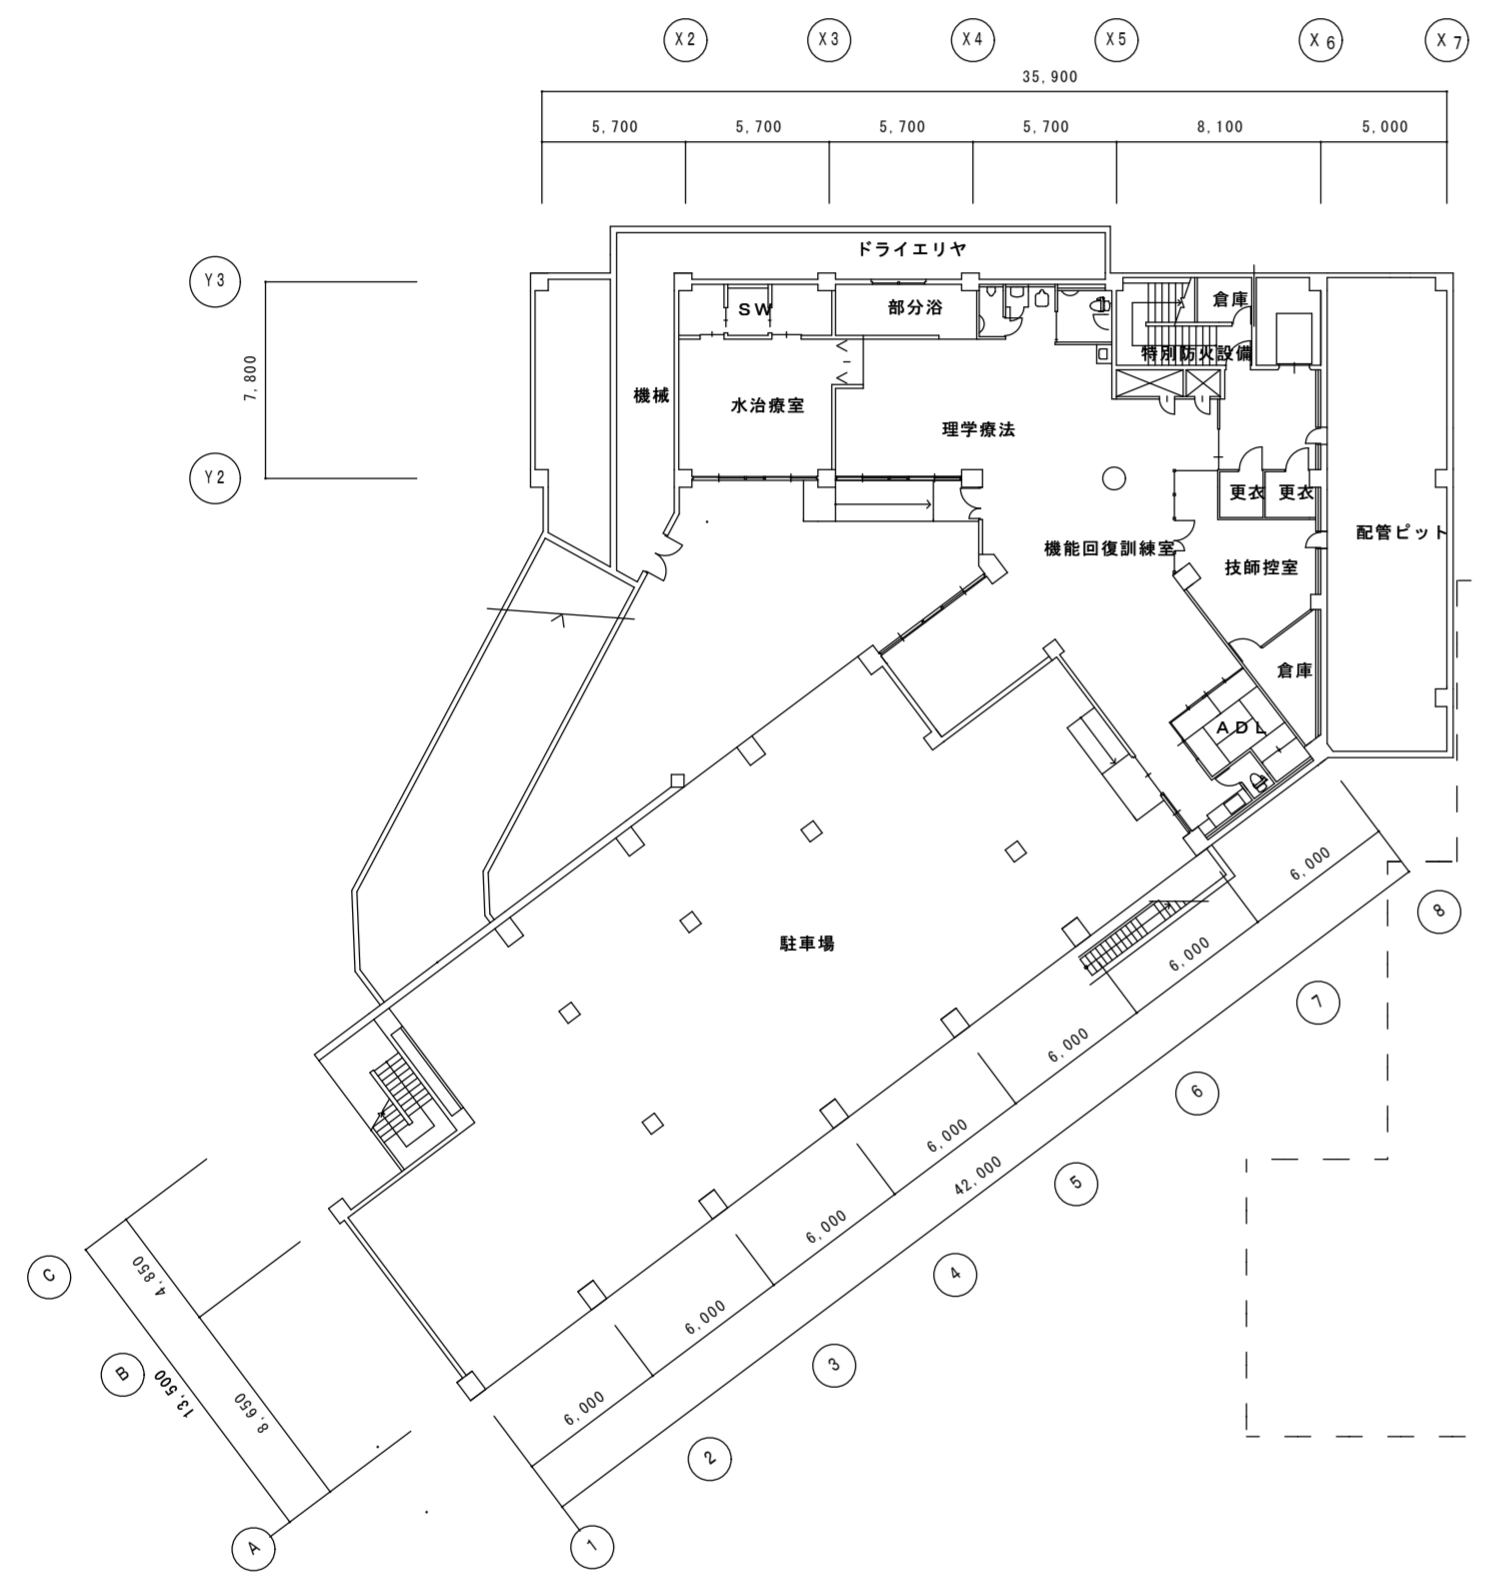 X2
X3
X4
X5
X6
X7
35,900
5,700
5,700
5,700
5,700
8,100
5,000
Y3
7,800
Y2
ドライエリヤ
SW
部分浴
倉庫
特別防火設備
機械
水治療室
理学療法
更衣
更衣
配管ピット
機能回復訓練室
技師控室
倉庫
ADL
駐車場
6,000
6,000
6,000
6,000
6,000
6,000
6,000
42,000
8
7
6
5
4
3
2
1
C
B
A
4,850
8,650
13,500